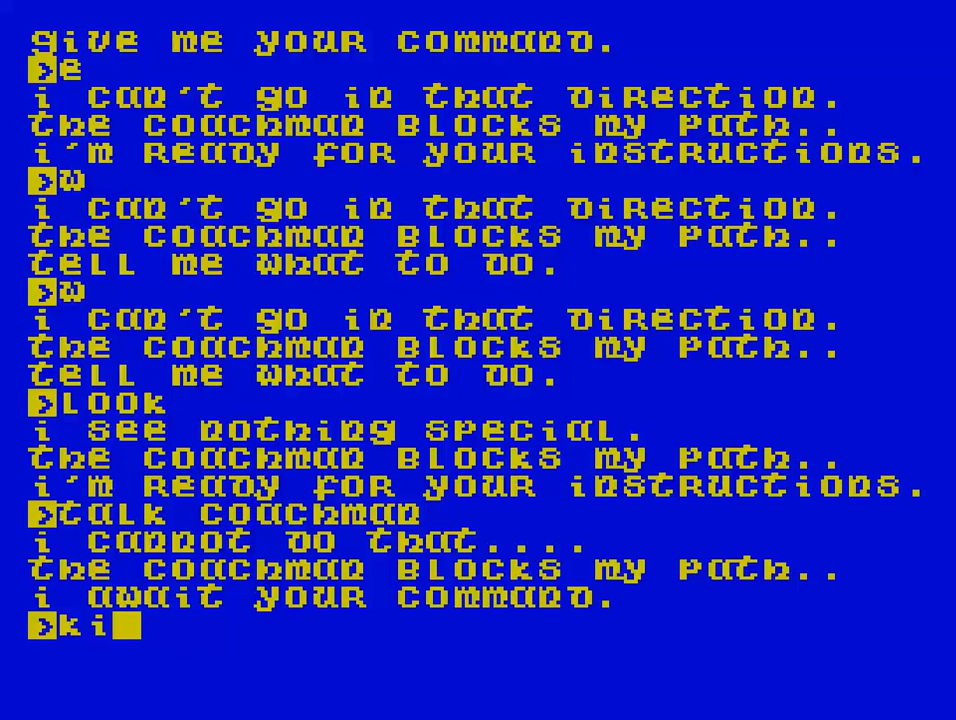 give me your command.
>e
i can't go in that direction.
the coachman blocks my path..
i'm ready for your instructions.
>w
i can't go in that direction.
the coachman blocks my path..
tell me what to do.
>w
i can't go in that direction.
the coachman blocks my path..
tell me what to do.
>look
i see nothing special.
the coachman blocks my path..
i'm ready for your instructions.
>talk coachman
i cannot do that....
the coachman blocks my path..
i await your command.
>ki